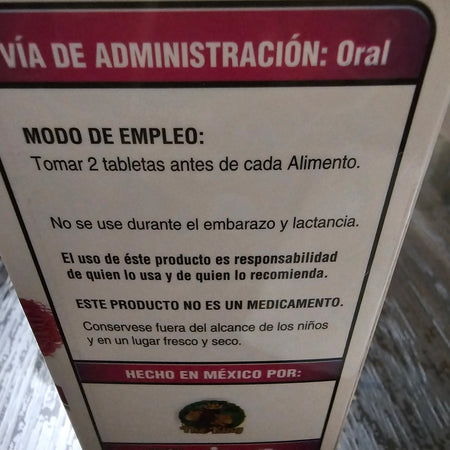 VÍA DE ADMINISTRACIÓN: Oral
MODO DE EMPLEO:
Tomar 2 tabletas antes de cada Alimento.
No se use durante el embarazo y lactancia.
El uso de éste producto es responsabilidad
de quien lo usa y de quien lo recomienda.
ESTE PRODUCTO NO ES UN MEDICAMENTO.
Conservese fuera del alcance de los niños
y en un lugar fresco y seco.
HECHO EN MÉXICO POR: